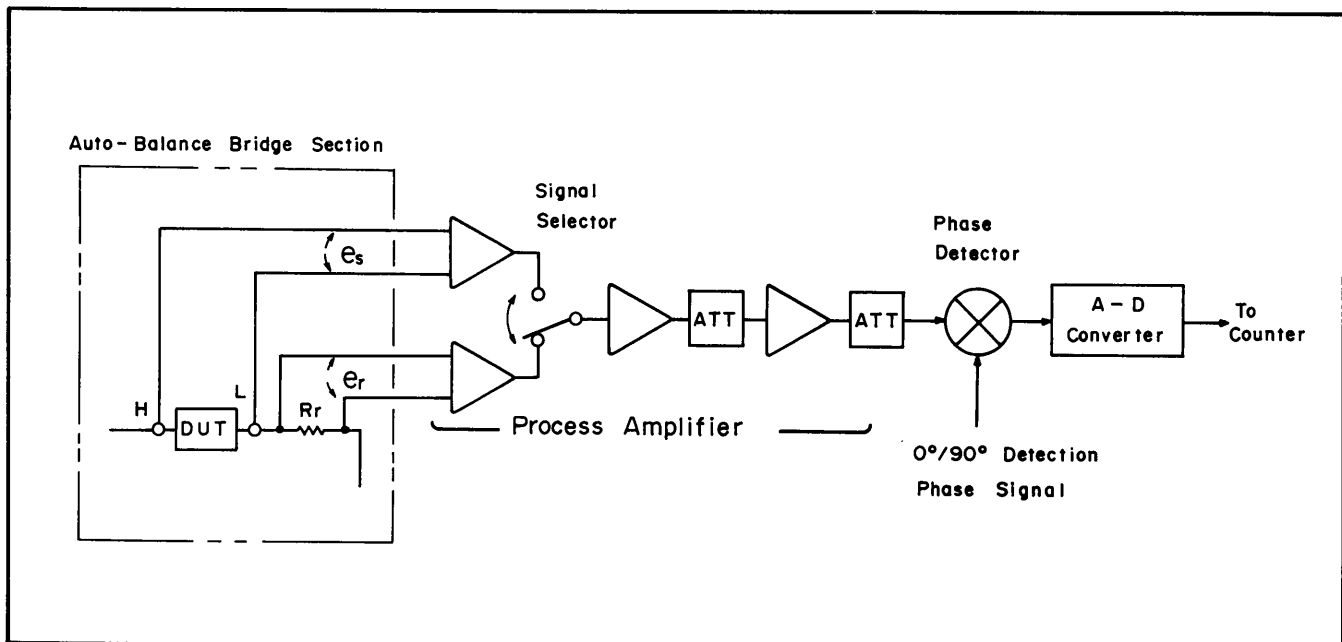 Auto-Balance Bridge Section
Signal
Selector
Phase
Detector
es
A-D
Converter
To
Counter
ATT
ATT
er
H
L
Rr
DUT
Process Amplifier
0°/90° Detection
Phase Signal